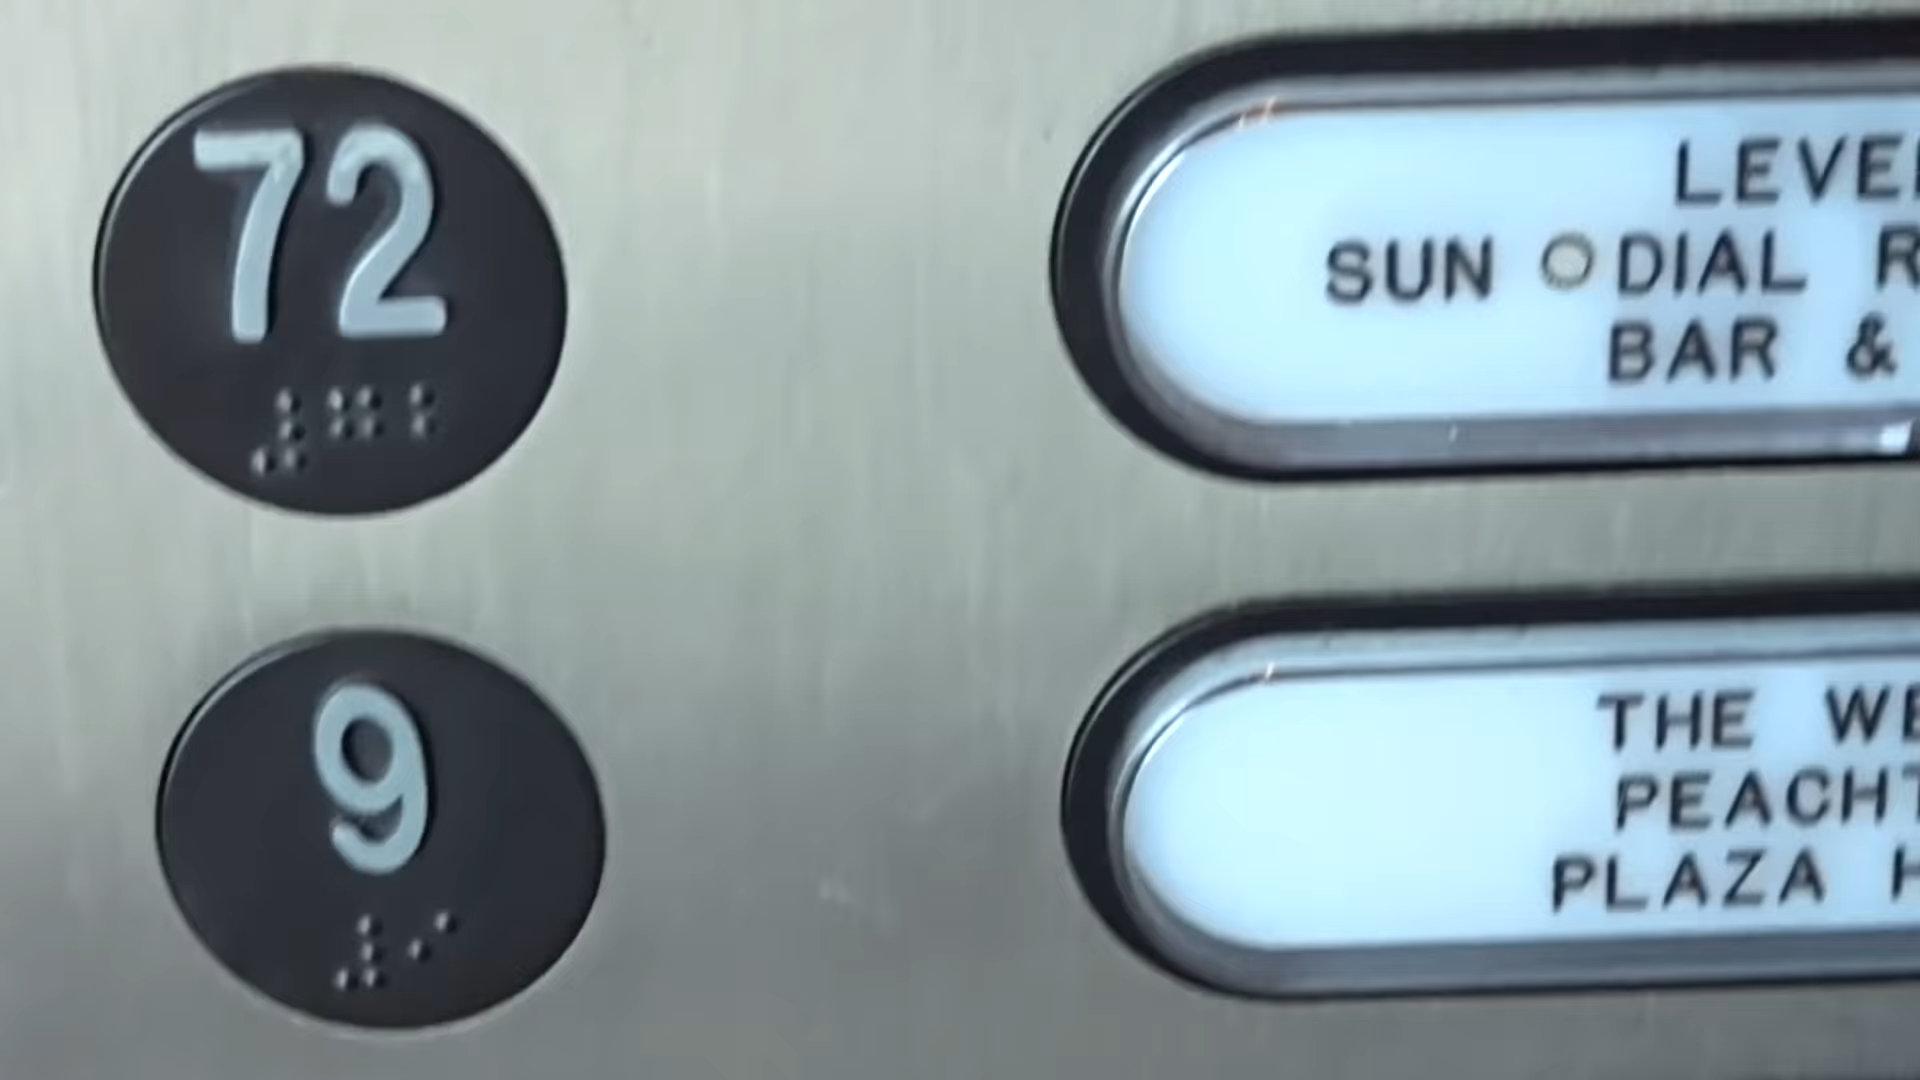 72
LEVE
SUN DIAL R
BAR &
9
THE WE
PEACHT
PLAZA H